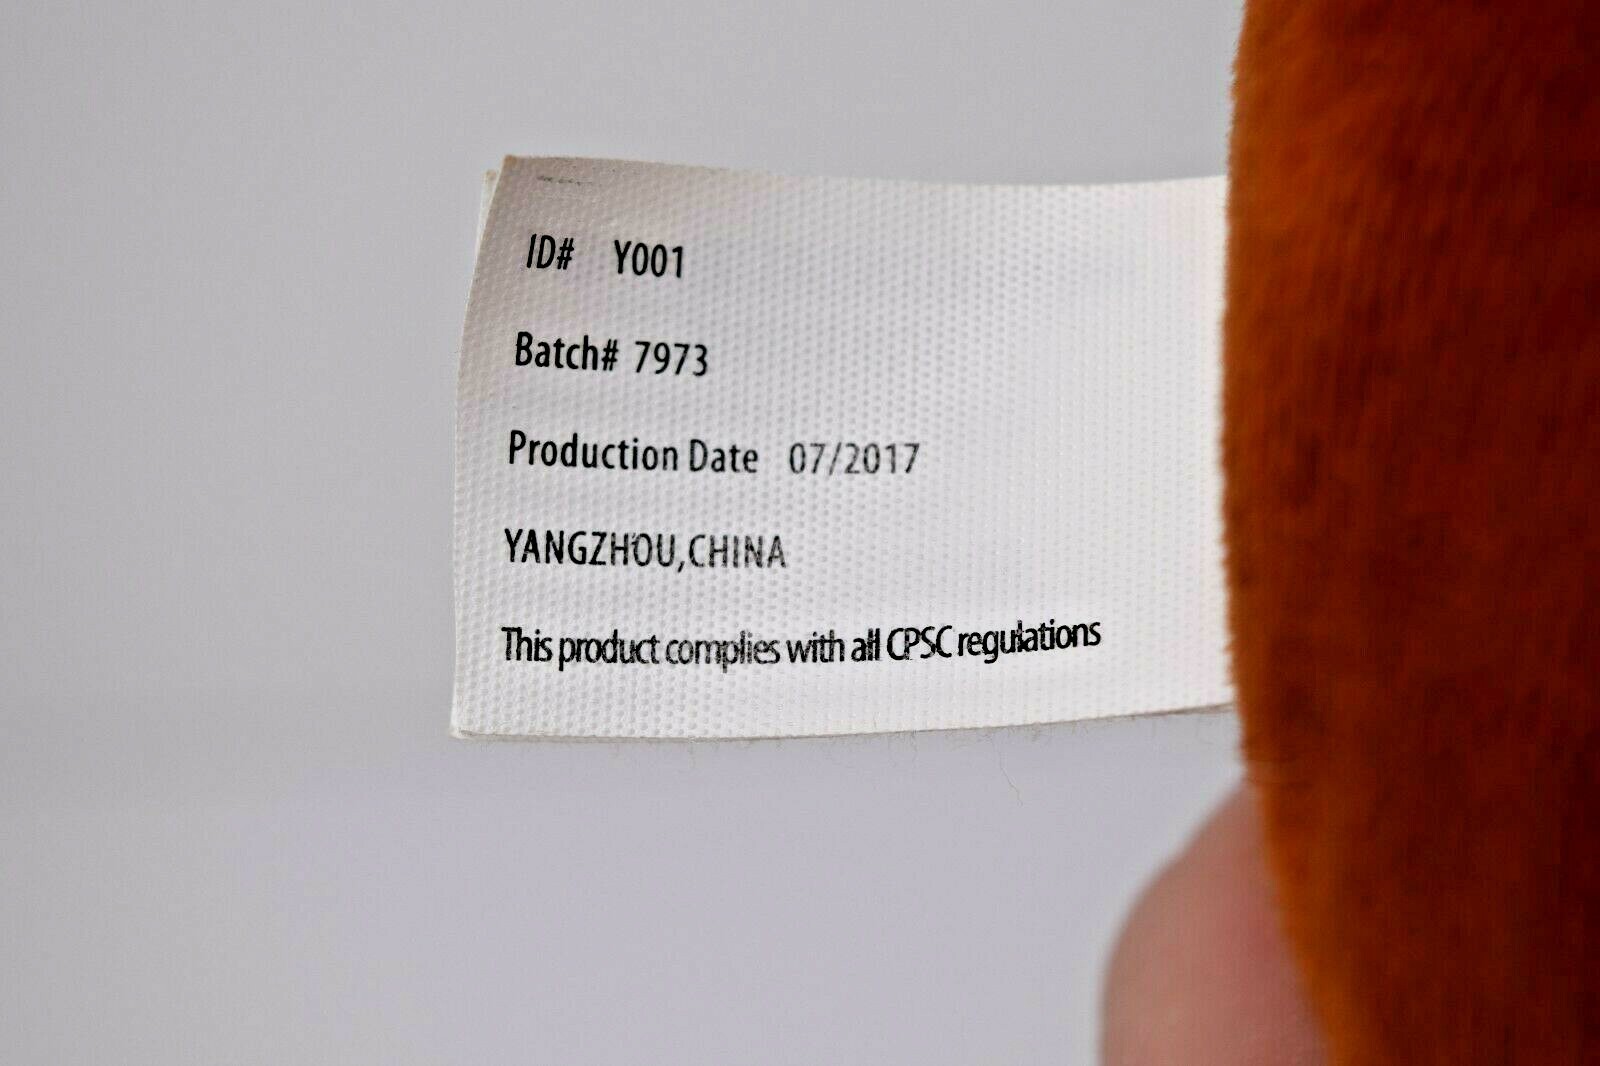 ID# Y001
Batch# 7973
Production Date 07/2017
YANGZHOU,CHINA
This product complies with all CPSC regulations